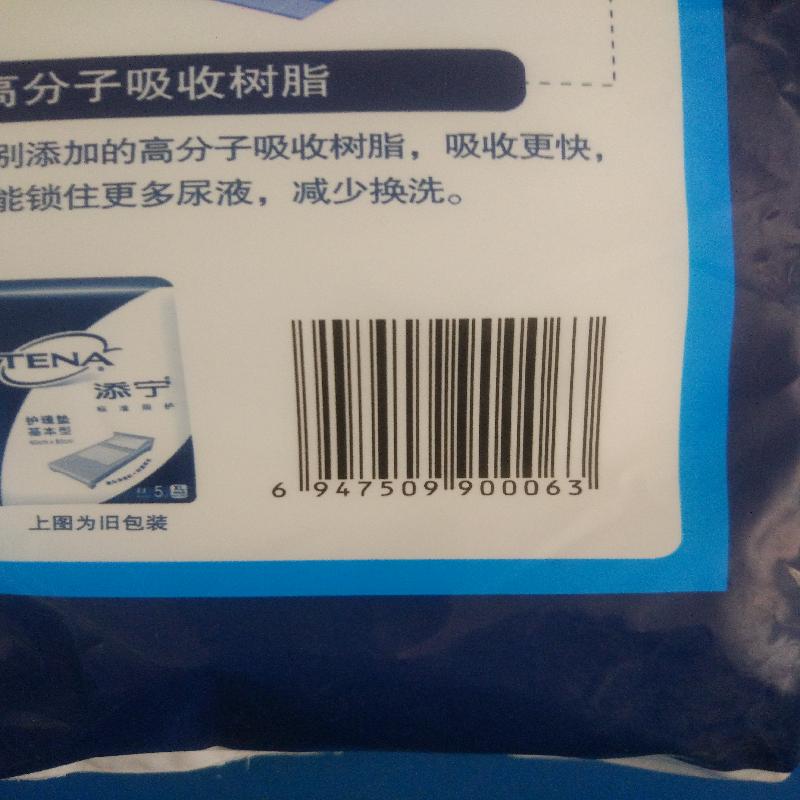 高分子吸收树脂
别添加的高分子吸收树脂，吸收更快，
能锁住更多尿液，减少换洗。
TENA
添宁
护理垫
基本型
5
XL
上图为旧包装
6 947509 900063